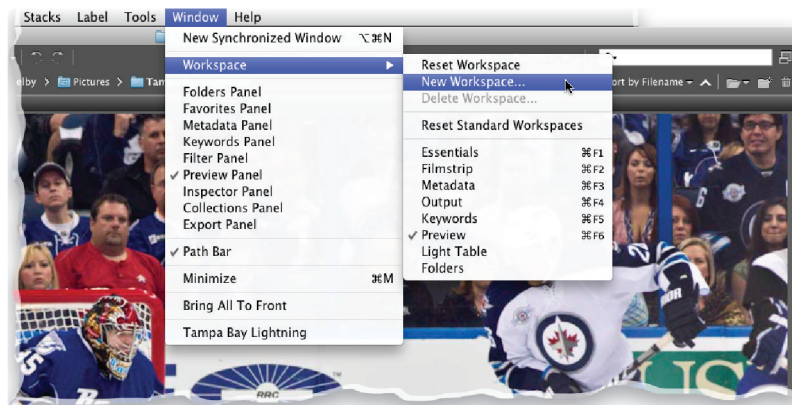 Stacks Label Tools Window Help
New Synchronized Window ⌥⌘N
Workspace
Folders Panel
Favorites Panel
Metadata Panel
Keywords Panel
Filter Panel
✓ Preview Panel
Inspector Panel
Collections Panel
Export Panel
✓ Path Bar
Minimize ⌘M
Bring All To Front
Tampa Bay Lightning
Reset Workspace
New Workspace...
Delete Workspace...
Reset Standard Workspaces
Essentials ⌘F1
Filmstrip ⌘F2
Metadata ⌘F3
Output ⌘F4
Keywords ⌘F5
✓ Preview ⌘F6
Light Table
Folders
elby > Pictures > Tam
ort by Filename
RRC
US